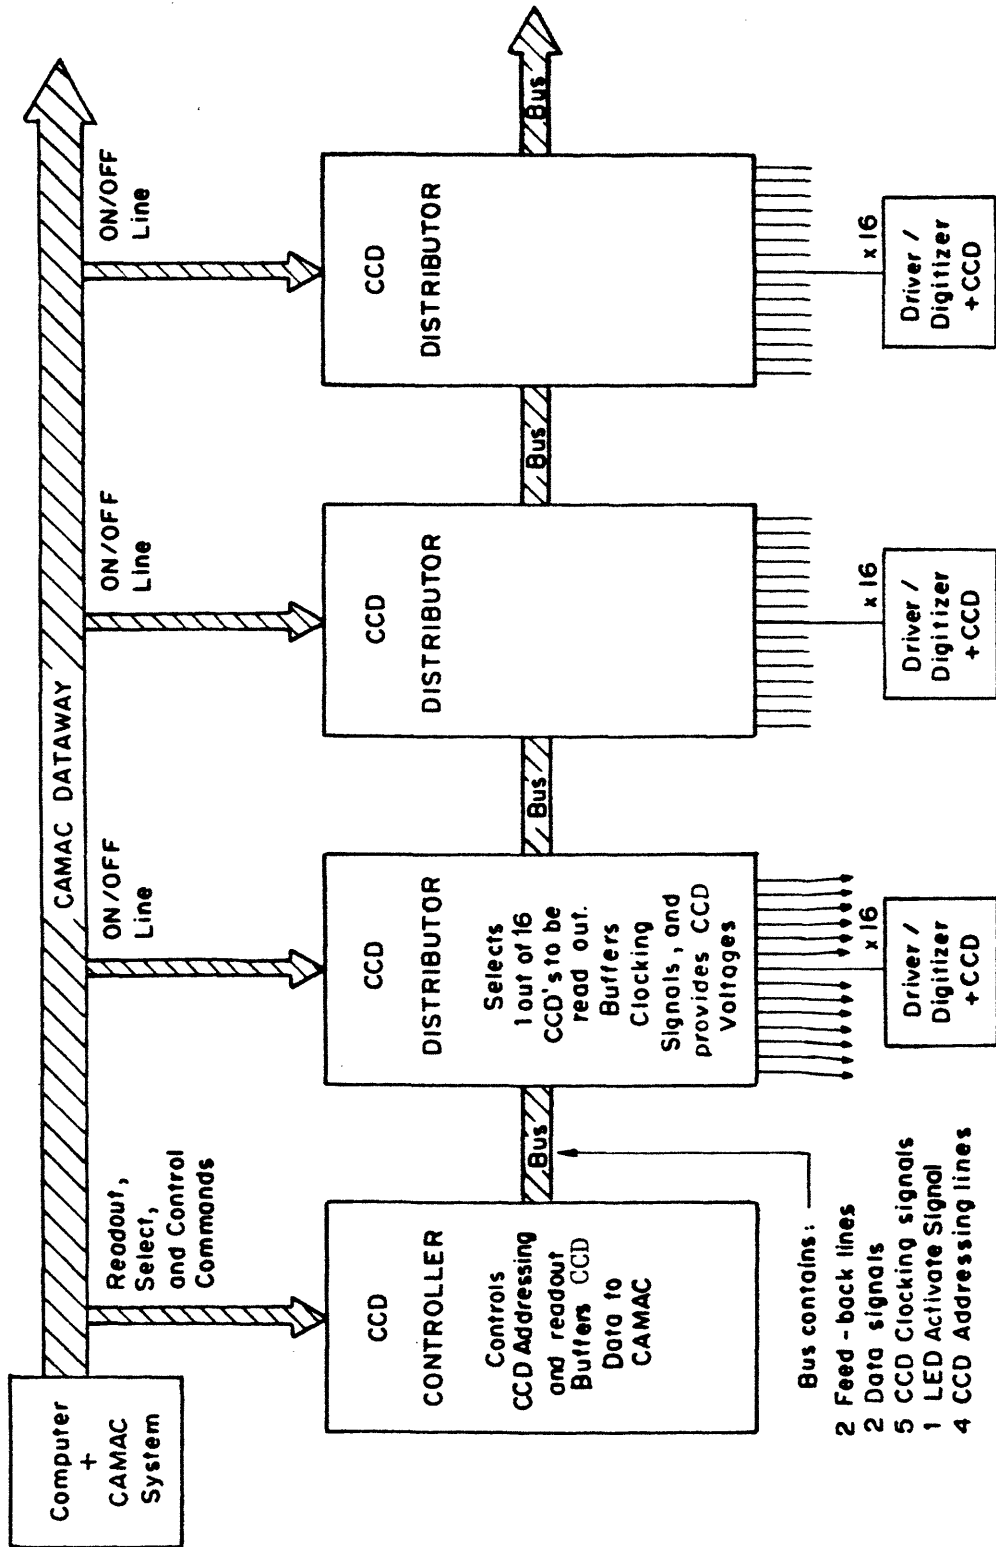 Computer
+
CAMAC
System
CAMAC DATAWAY
Readout,
Select,
and Control
Commands
ON/OFF
Line
ON/OFF
Line
ON/OFF
Line
CCD
CONTROLLER
Controls
CCD Addressing
and readout
Buffers CCD
Data to
CAMAC
Bus
CCD
DISTRIBUTOR
Selects
1 out of 16
CCD's to be
read out.
Buffers
Clocking
Signals, and
provides CCD
Voltages
Bus
CCD
DISTRIBUTOR
Bus
CCD
DISTRIBUTOR
Bus
Bus contains:
2 Feed-back lines
2 Data signals
5 CCD Clocking signals
1 LED Activate Signal
4 CCD Addressing lines
x 16
Driver /
Digitizer
+ CCD
x 16
Driver /
Digitizer
+ CCD
x 16
Driver /
Digitizer
+ CCD